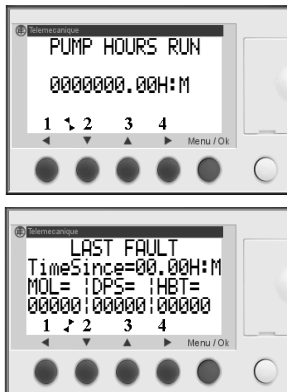 Telemecanique
PUMP HOURS RUN
0000000.00H:M
1 2 3 4
Menu / Ok
Telemecanique
LAST FAULT
TimeSince=00.00H:M
MOL= ¦DPS= ¦HBT=
00000¦00000¦00000
1 2 3 4
Menu / Ok